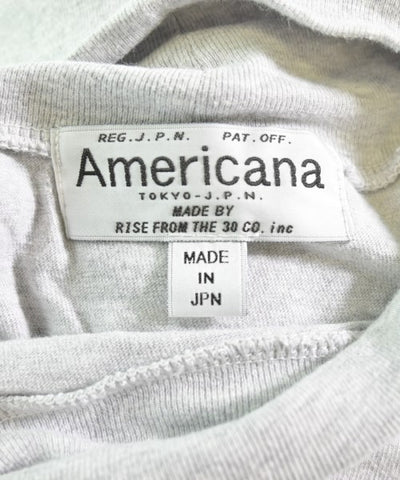 REG.J.P.N. PAT.OFF.
Americana
TOKYO-J.P.N.
MADE BY
RISE FROM THE 30 CO. inc
MADE
IN
JPN